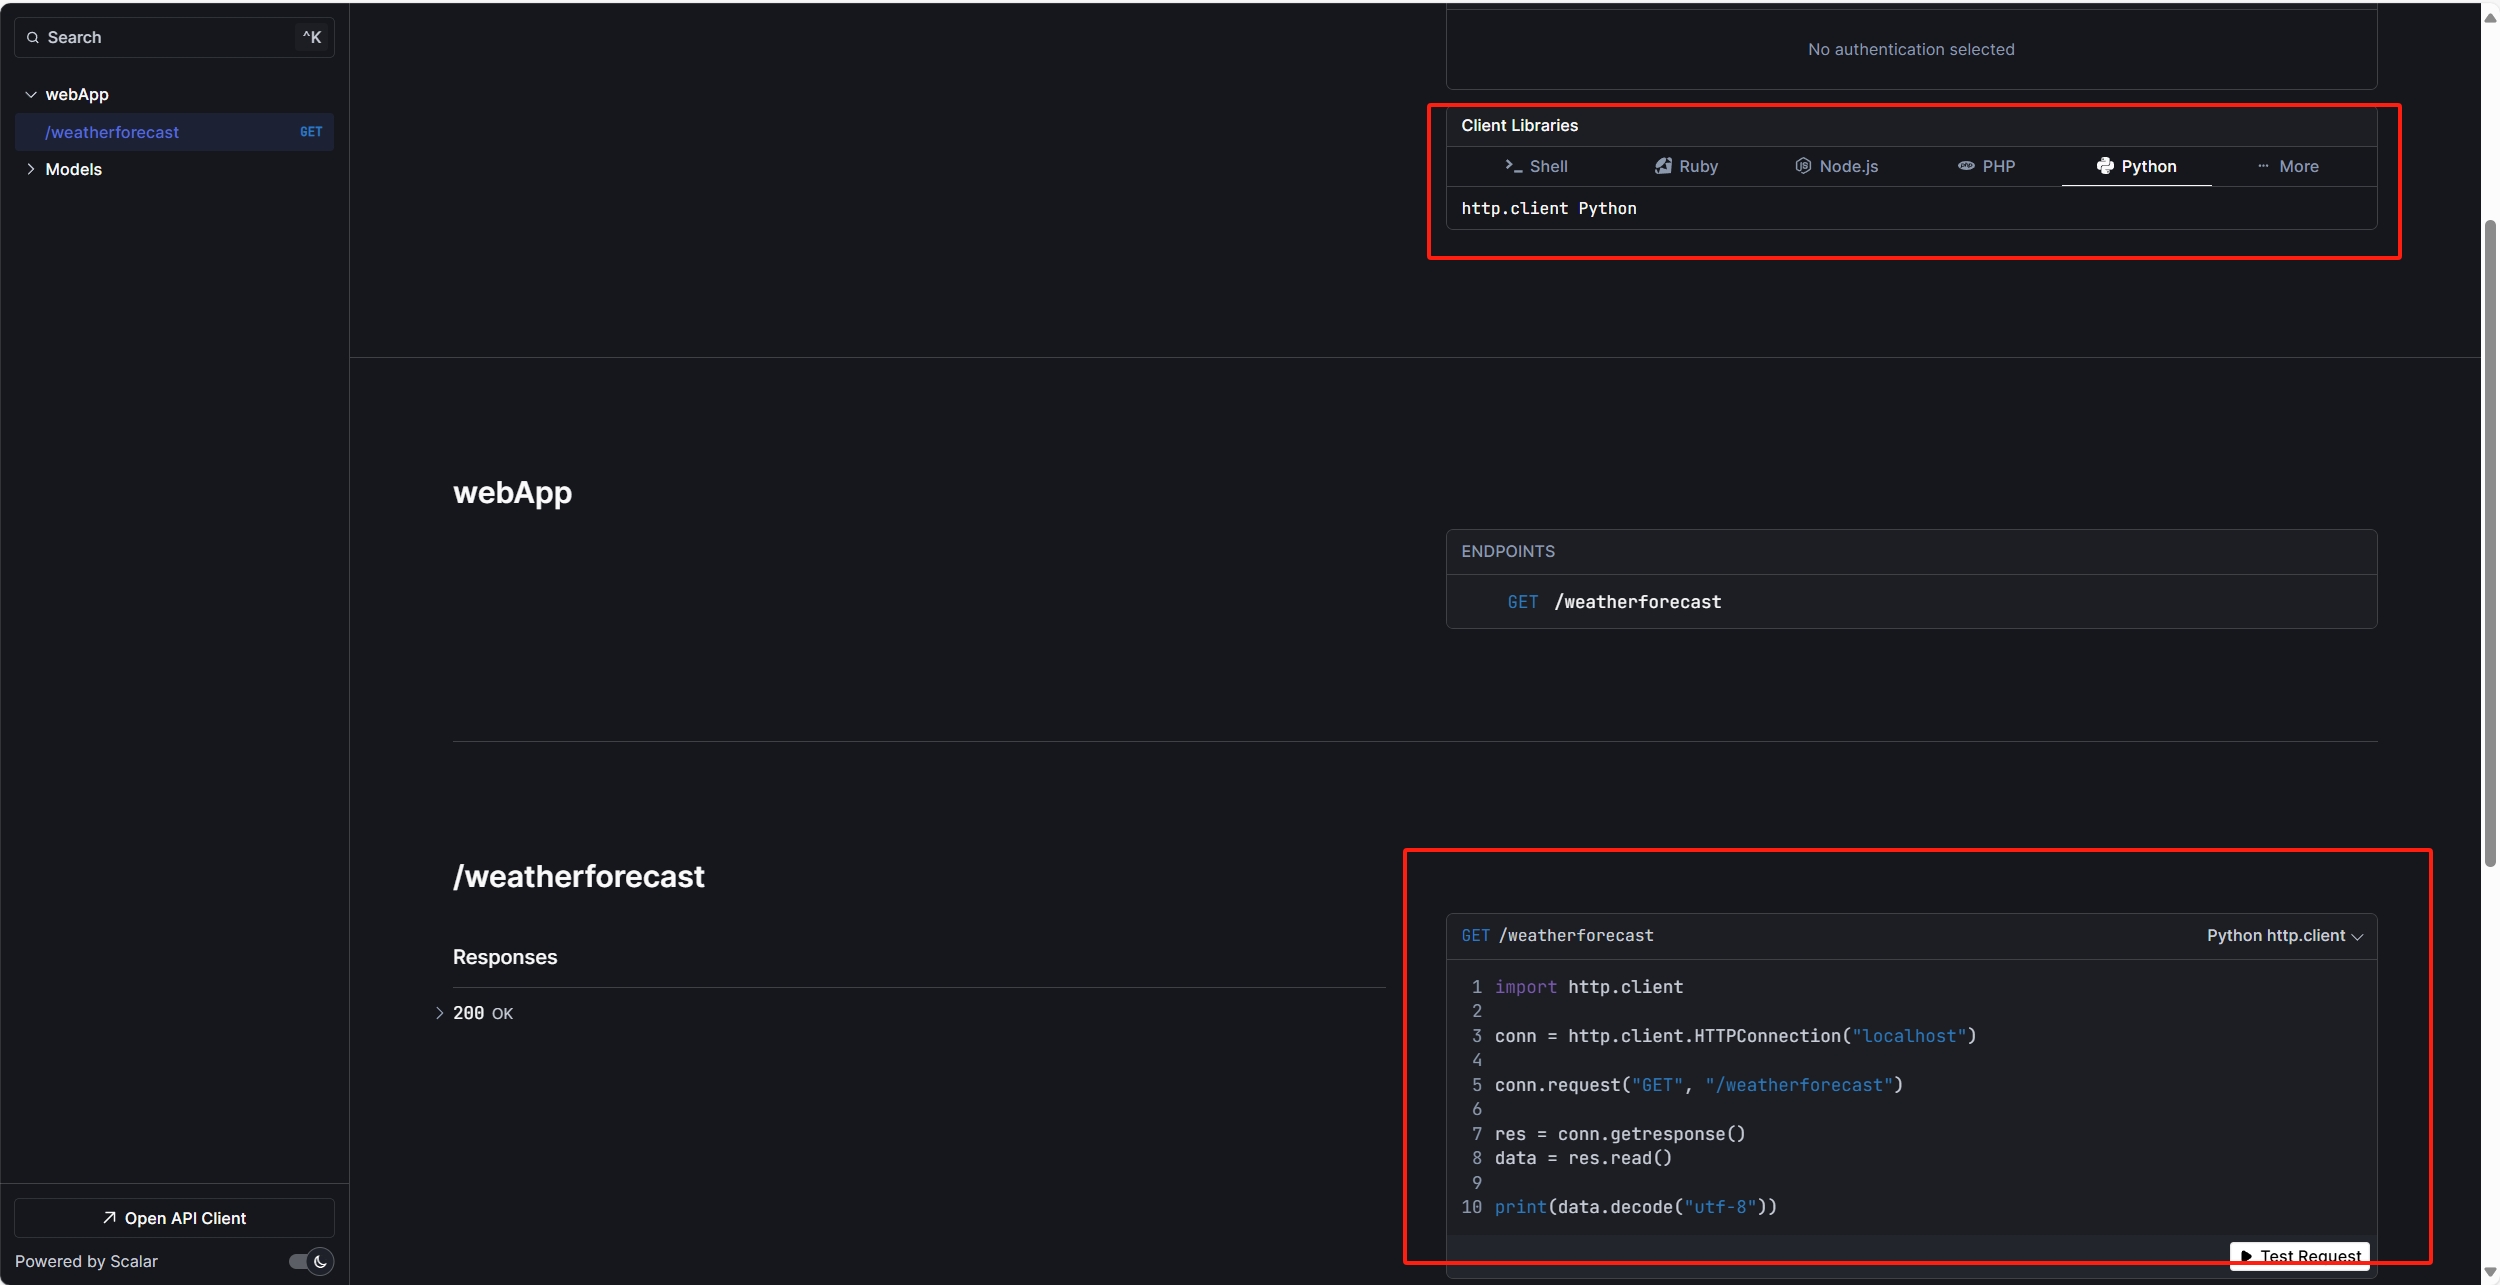 Search ^K
webApp
/weatherforecast GET
Models
Open API Client
Powered by Scalar
No authentication selected
Client Libraries
Shell Ruby Node.js PHP Python ··· More
http.client Python
webApp
ENDPOINTS
GET /weatherforecast
/weatherforecast
Responses
200 OK
GET /weatherforecast Python http.client
1 import http.client
2
3 conn = http.client.HTTPConnection("localhost")
4
5 conn.request("GET", "/weatherforecast")
6
7 res = conn.getresponse()
8 data = res.read()
9
10 print(data.decode("utf-8"))
Test Request